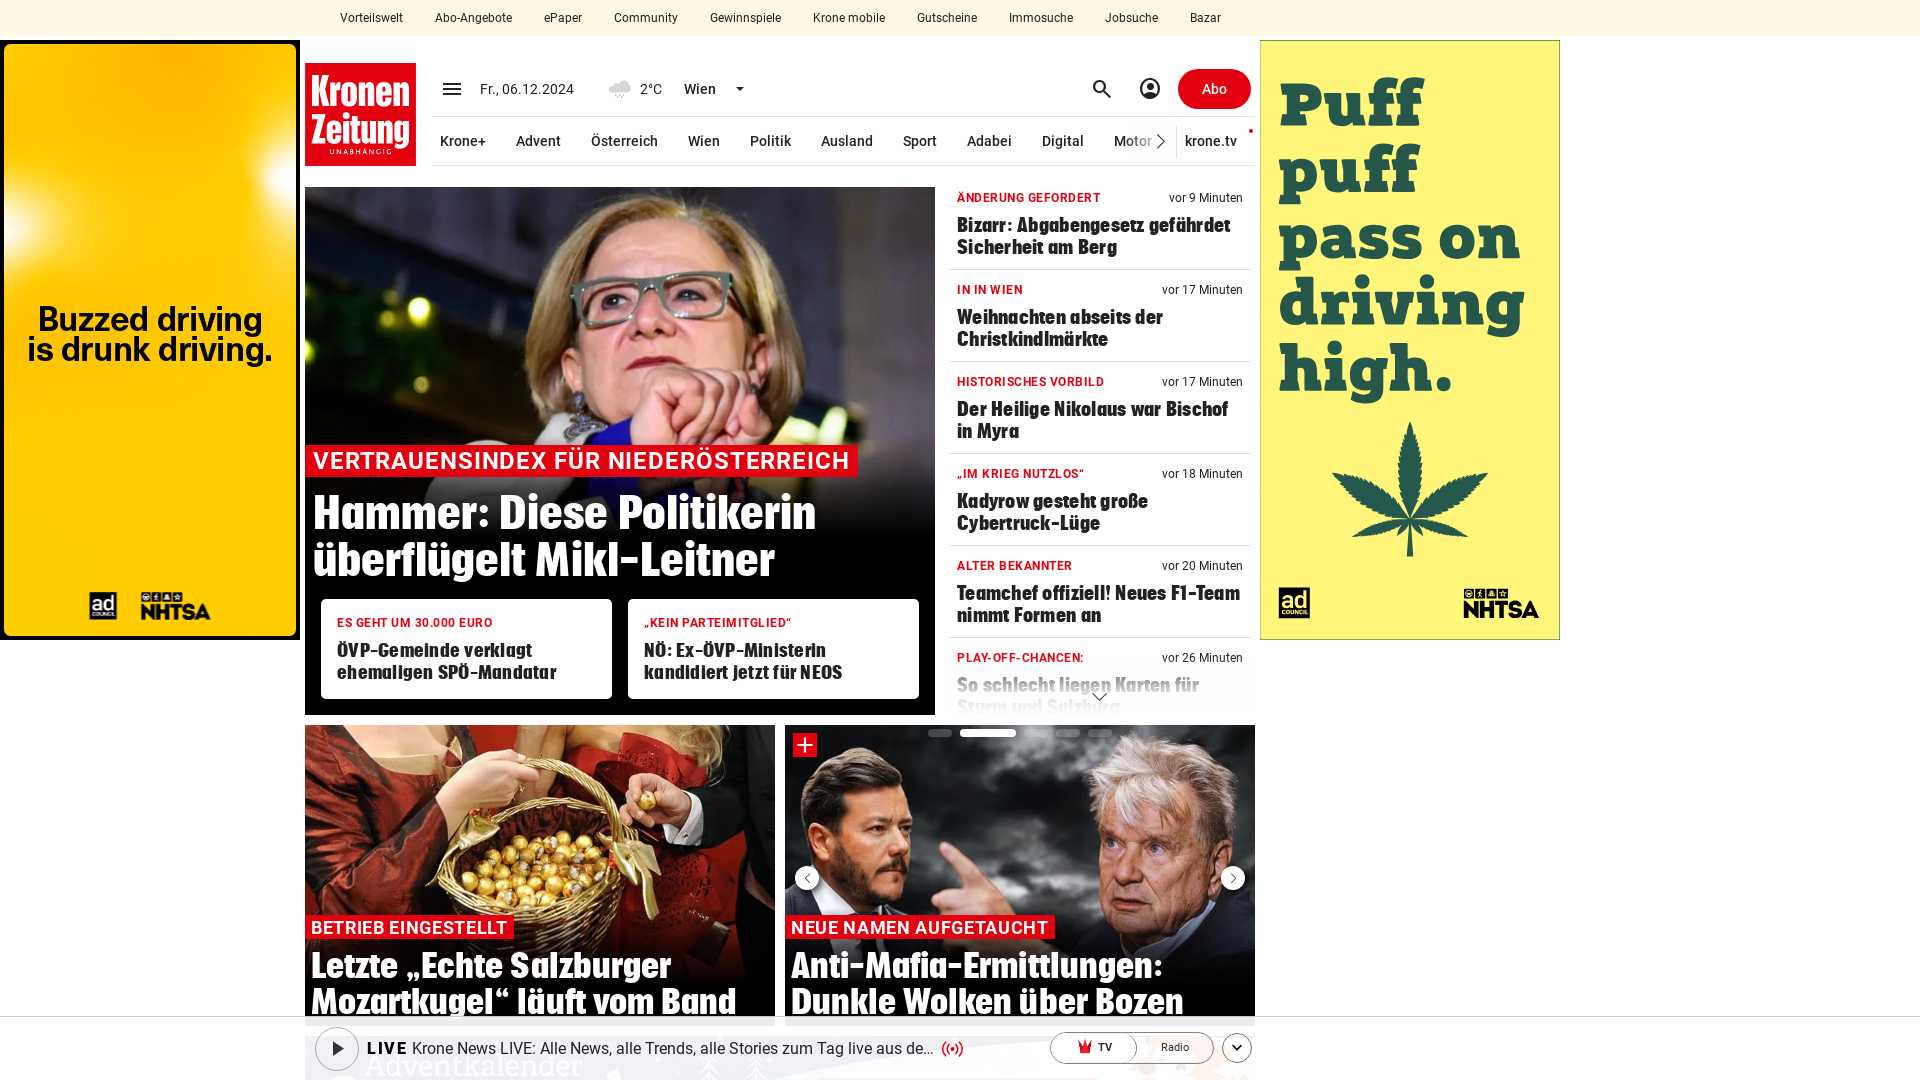 Vorteilswelt
Abo-Angebote
ePaper
Community
Gewinnspiele
Krone mobile
Gutscheine
Immosuche
Jobsuche
Bazar
Buzzed driving
is drunk driving.
ad
COUNCIL
NHTSA
Kronen
Zeitung
UNABHÄNGIG
Fr., 06.12.2024
2°C
Wien
Abo
Krone+
Advent
Österreich
Wien
Politik
Ausland
Sport
Adabei
Digital
Motor
krone.tv
VERTRAUENSINDEX FÜR NIEDERÖSTERREICH
Hammer: Diese Politikerin
überflügelt Mikl-Leitner
ES GEHT UM 30.000 EURO
ÖVP-Gemeinde verklagt
ehemaligen SPÖ-Mandatar
„KEIN PARTEIMITGLIED“
NÖ: Ex-ÖVP-Ministerin
kandidiert jetzt für NEOS
ÄNDERUNG GEFORDERT
vor 9 Minuten
Bizarr: Abgabengesetz gefährdet
Sicherheit am Berg
IN IN WIEN
vor 17 Minuten
Weihnachten abseits der
Christkindlmärkte
HISTORISCHES VORBILD
vor 17 Minuten
Der Heilige Nikolaus war Bischof
in Myra
„IM KRIEG NUTZLOS“
vor 18 Minuten
Kadyrow gesteht große
Cybertruck-Lüge
ALTER BEKANNTER
vor 20 Minuten
Teamchef offiziell! Neues F1-Team
nimmt Formen an
PLAY-OFF-CHANCEN:
vor 26 Minuten
So schlecht liegen Karten für
Sturm und Salzburg
Puff
puff
pass on
driving
high.
ad
COUNCIL
NHTSA
BETRIEB EINGESTELLT
Letzte „Echte Salzburger
Mozartkugel“ läuft vom Band
NEUE NAMEN AUFGETAUCHT
Anti-Mafia-Ermittlungen:
Dunkle Wolken über Bozen
LIVE Krone News LIVE: Alle News, alle Trends, alle Stories zum Tag live aus de...
TV
Radio
Adventkalender